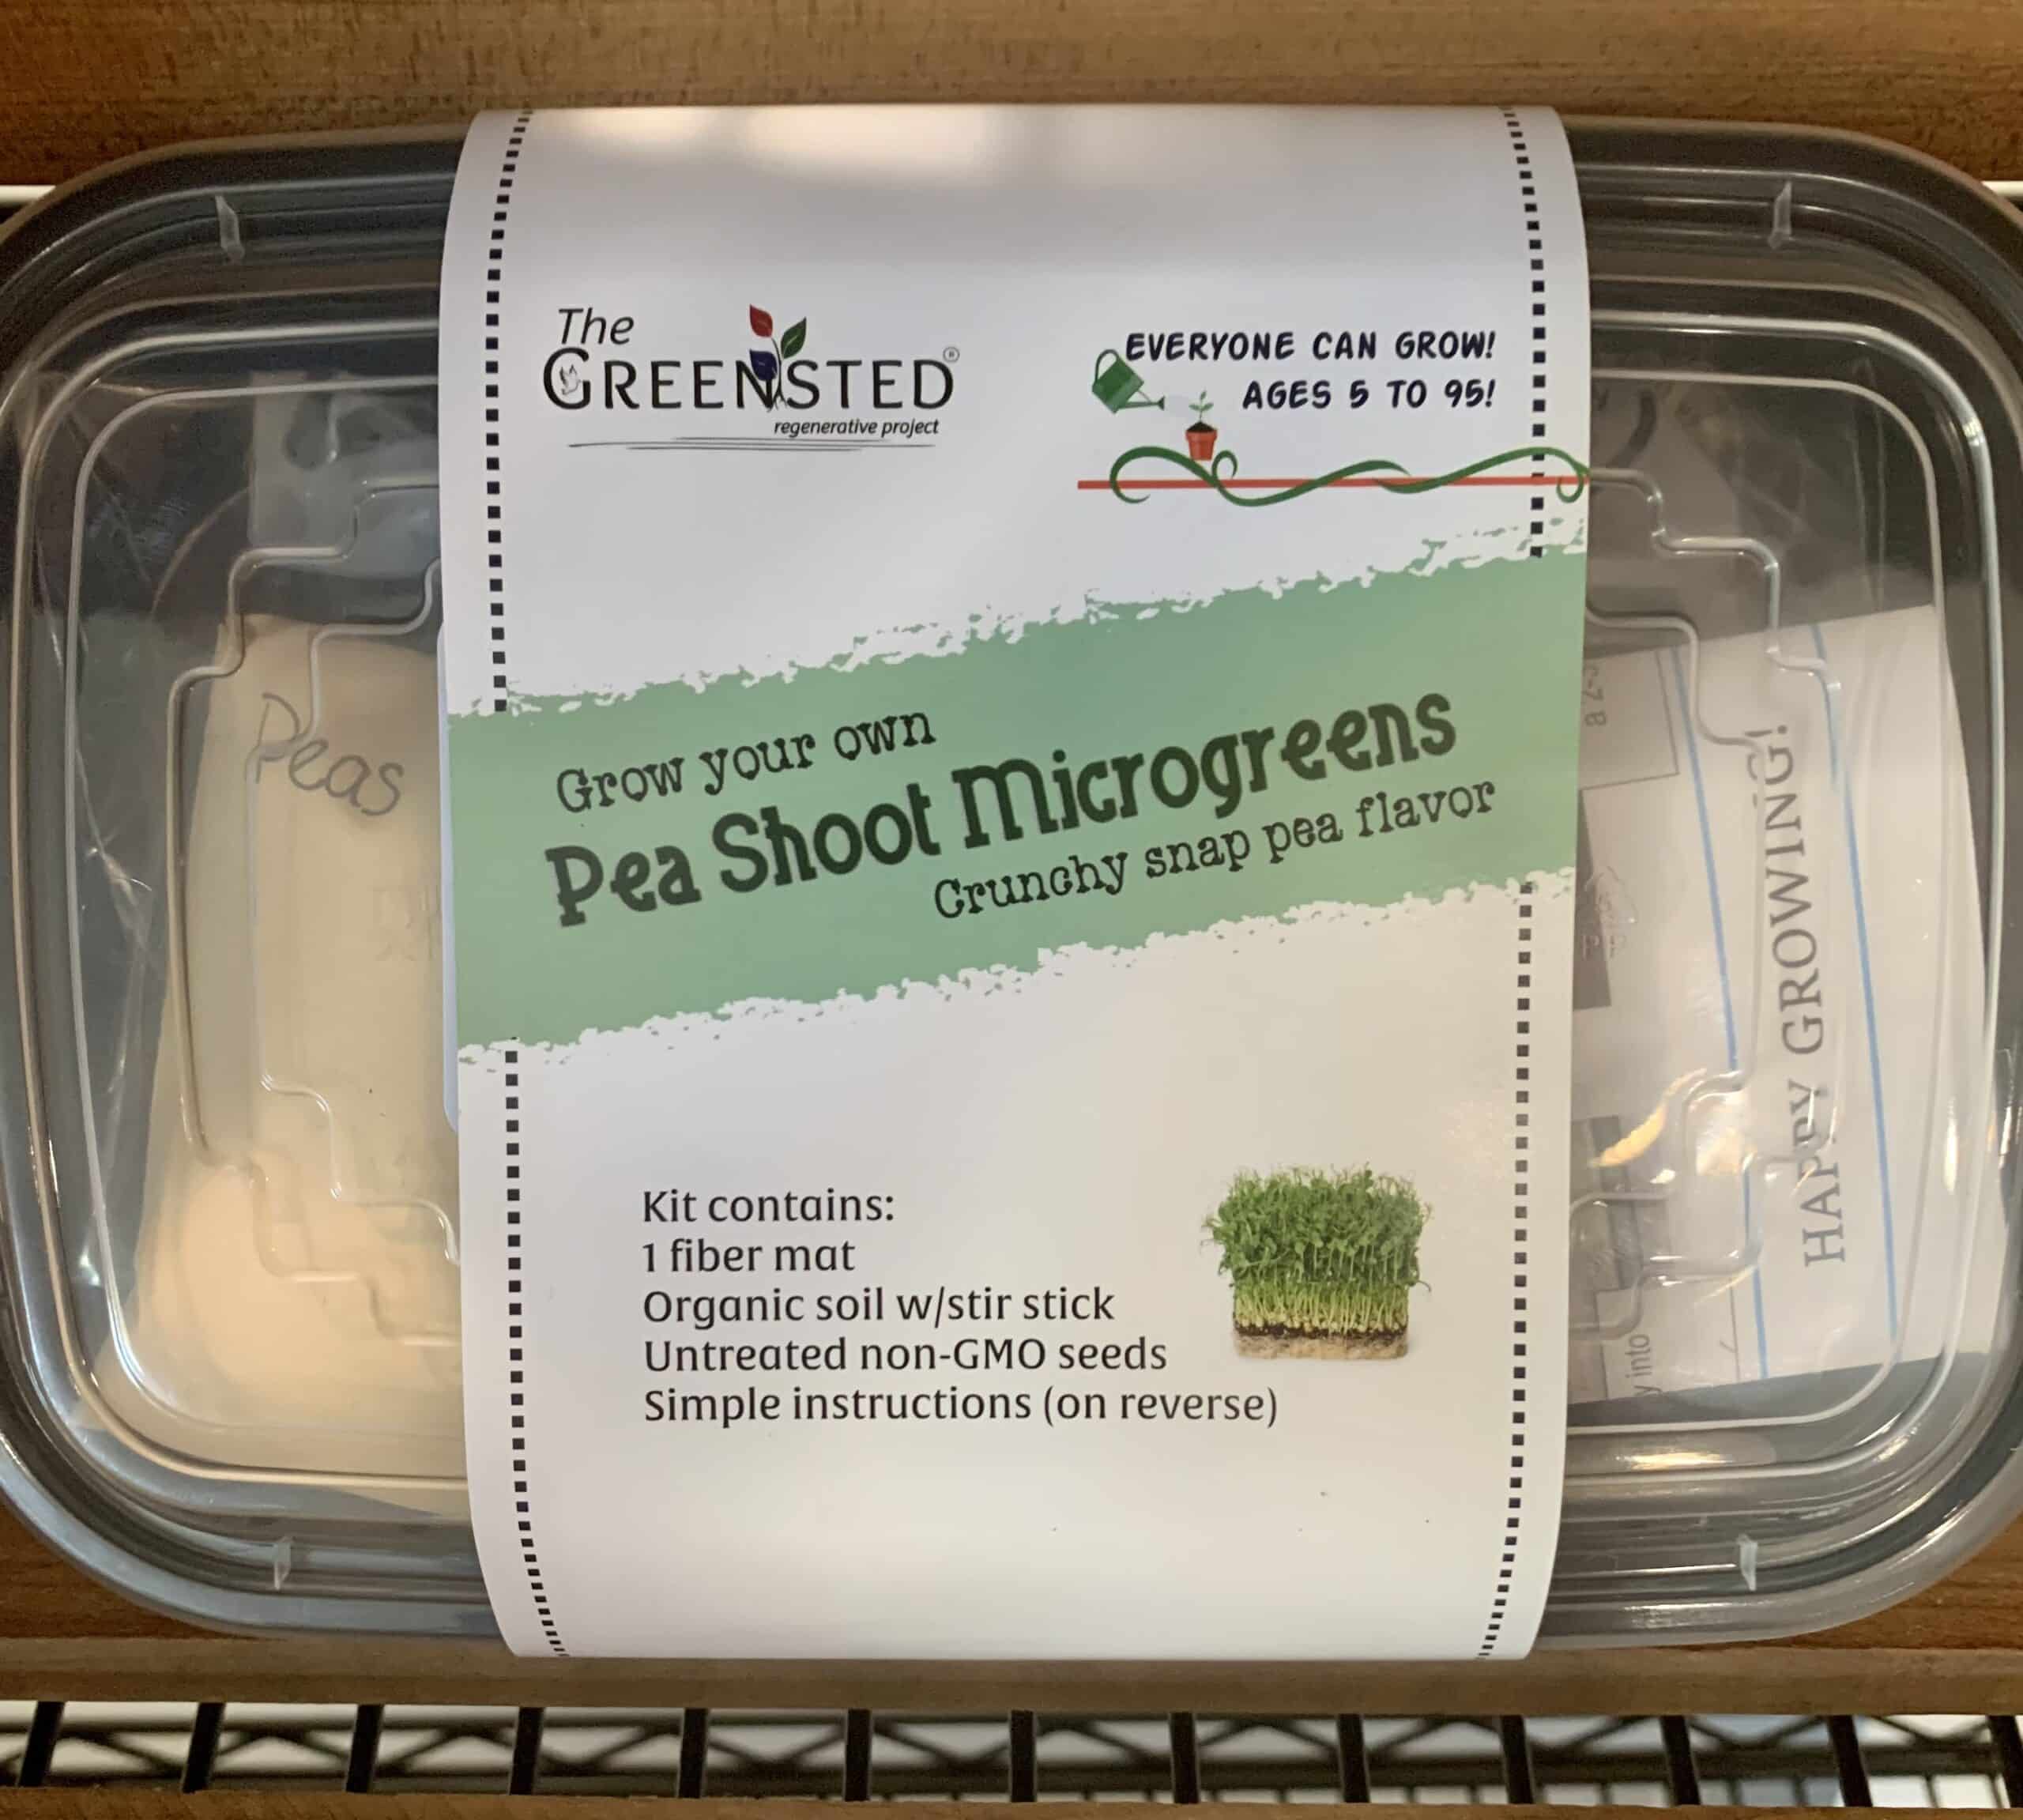 The
GREENSTED®
regenerative project
EVERYONE CAN GROW!
AGES 5 TO 95!
Grow your own
Pea Shoot Microgreens
Crunchy snap pea flavor
Kit contains:
1 fiber mat
Organic soil w/stir stick
Untreated non-GMO seeds
Simple instructions (on reverse)
Peas
HAPPY GROWING!
into
PP